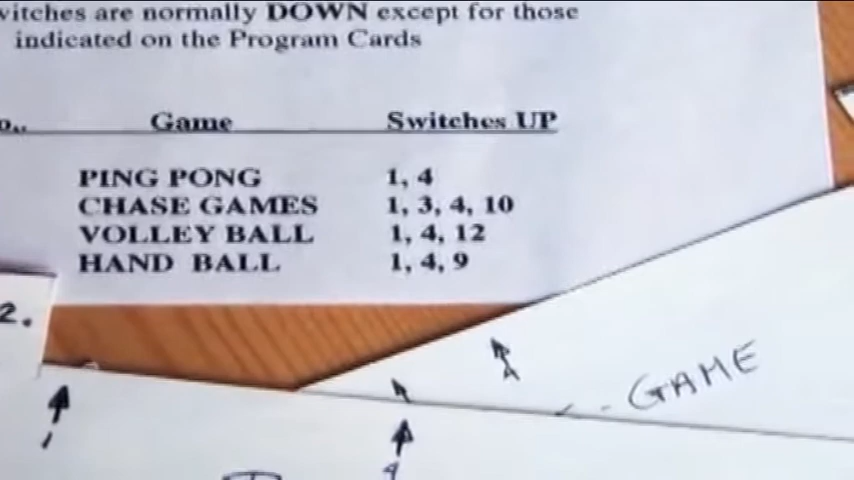 witches are normally DOWN except for those
indicated on the Program Cards
o.. Game Switches UP
PING PONG 1, 4
CHASE GAMES 1, 3, 4, 10
VOLLEY BALL 1, 4, 12
HAND BALL 1, 4, 9
2.
GAME